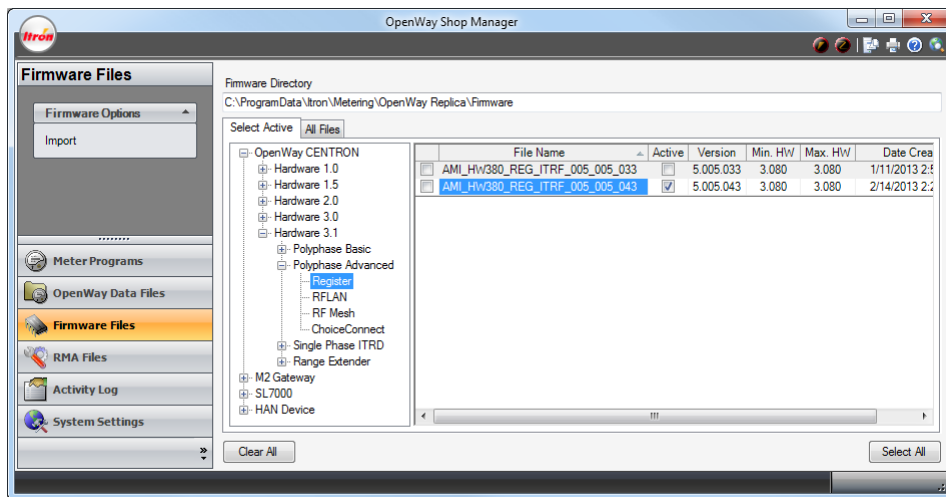 OpenWay Shop Manager
Itrón
Firmware Files
Firmware Options
Import
Meter Programs
OpenWay Data Files
Firmware Files
RMA Files
Activity Log
System Settings
Firmware Directory
C:\ProgramData\Itron\Metering\OpenWay Replica\Firmware
Select Active All Files
OpenWay CENTRON
Hardware 1.0
Hardware 1.5
Hardware 2.0
Hardware 3.0
Hardware 3.1
Polyphase Basic
Polyphase Advanced
Register
RFLAN
RF Mesh
ChoiceConnect
Single Phase ITRD
Range Extender
M2 Gateway
SL7000
HAN Device
File Name Active Version Min. HW Max. HW Date Crea
AMI_HW380_REG_ITRF_005_005_033 5.005.033 3.080 3.080 1/11/2013 2:5
AMI_HW380_REG_ITRF_005_005_043 5.005.043 3.080 3.080 2/14/2013 2:2
Clear All Select All